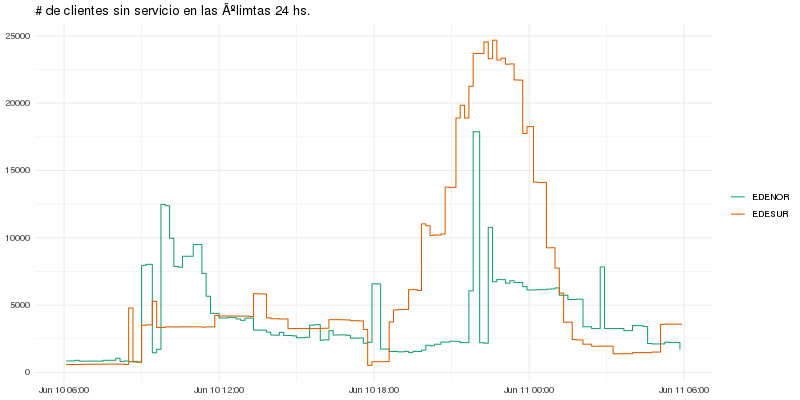 # de clientes sin servicio en las Ãºlimtas 24 hs.
25000
20000
15000
10000
5000
0
Jun 10 06:00 Jun 10 12:00 Jun 10 18:00 Jun 11 00:00 Jun 11 06:00
EDENOR
EDESUR